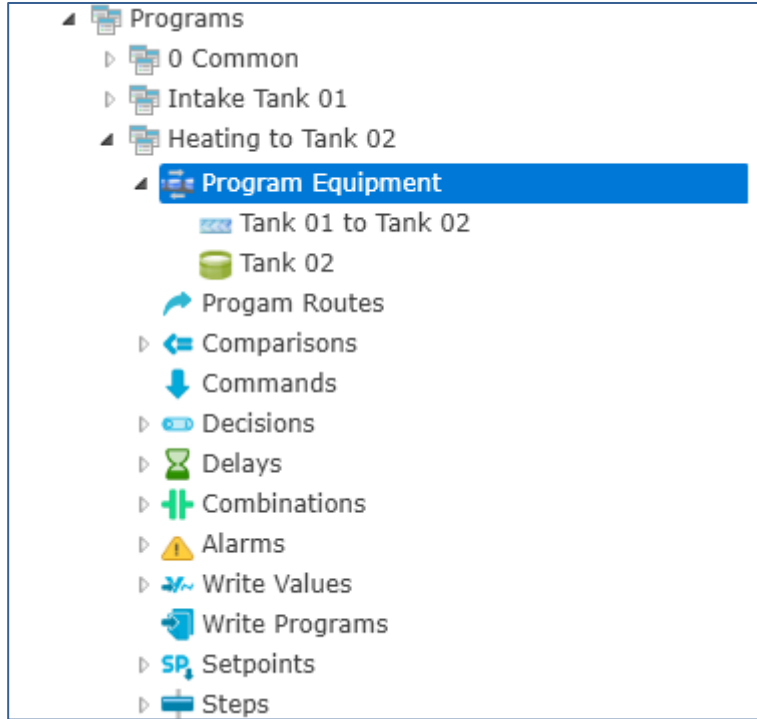 Programs
0 Common
Intake Tank 01
Heating to Tank 02
Program Equipment
Tank 01 to Tank 02
Tank 02
Progam Routes
Comparisons
Commands
Decisions
Delays
Combinations
Alarms
Write Values
Write Programs
SP Setpoints
Steps